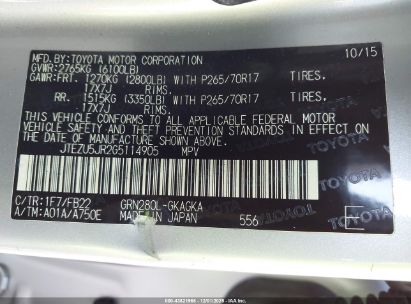 MFD. BY: TOYOTA MOTOR CORPORATION 10/15
GVWR: 2765KG (6100LB)
GAWR: FRT. 1270KG (2800LB) WITH P265/70R17 TIRES,
17X7J RIMS.
RR. 1515KG (3350LB) WITH P265/70R17 TIRES,
17X7J RIMS.
THIS VEHICLE CONFORMS TO ALL APPLICABLE FEDERAL MOTOR
VEHICLE SAFETY, BUMPER, AND THEFT PREVENTION STANDARDS
IN EFFECT ON THE DATE OF MANUFACTURE SHOWN ABOVE.
JTEZU5JR2G5114905 MPV
C/TR: 1F7/FB22 GRN280L-GKAGKA
A/TM: A01A/A750E MADE IN JAPAN 556 E
TOYOTA TOYOTA TOYOTA